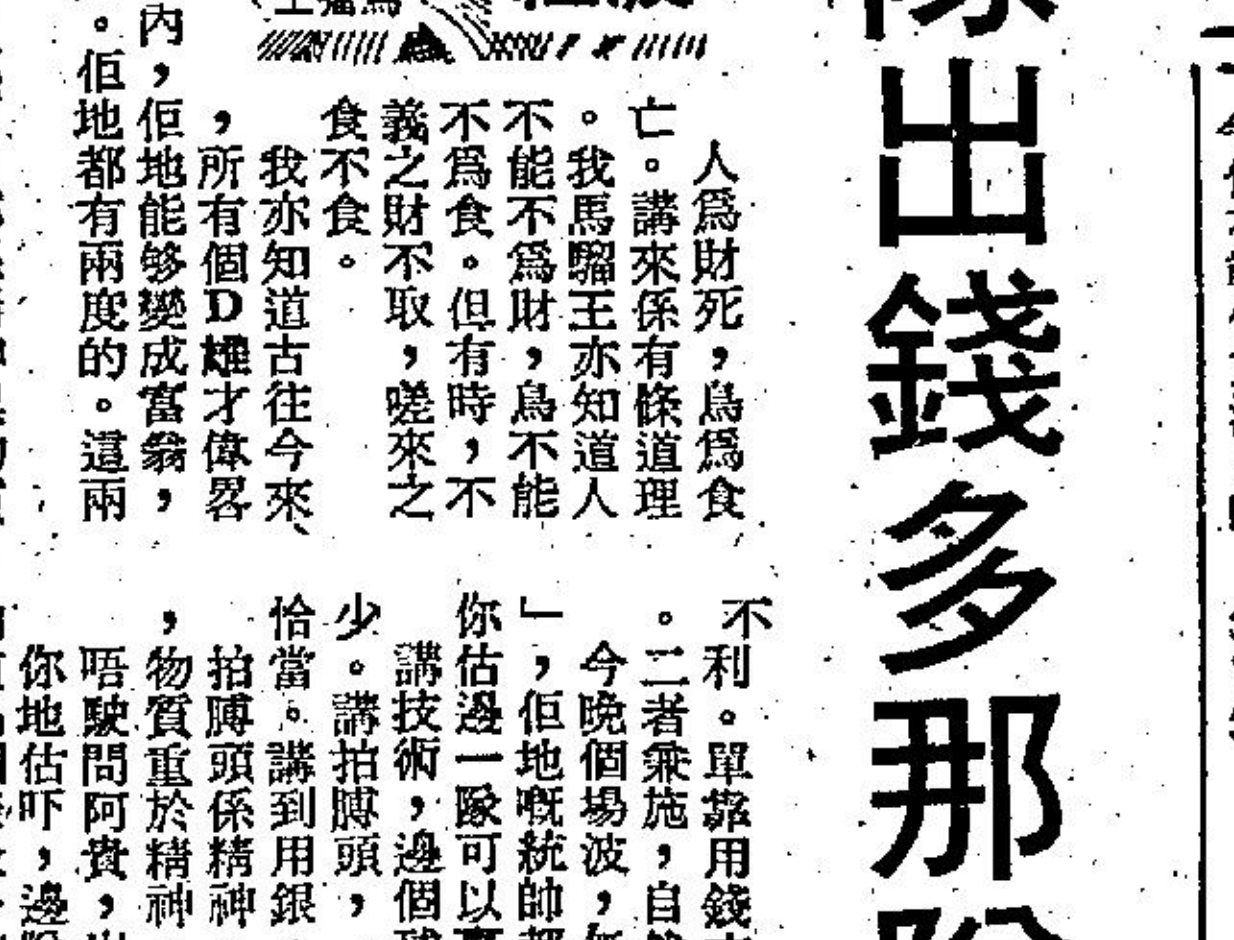 出錢多那
人爲財死，鳥爲食
亡。講來係有條道理
。我馬騮王亦知道人
不能不爲財，鳥不能
不爲食。但有時，不
義之財不取，嗟來之
食不食。
我亦知道古往今來、
，所有個D雄才偉畧
內，佢地能够變成富翁，
。佢地都有兩度的。這兩
不利。單靠用錢
。二者兼施，自
今晚個場波，
」，佢地嘅統帥
你估邊一隊可以
講技術，邊個
少。講拍膊頭，
恰當。講到用銀
拍膊頭係精神
，物質重於精神
唔駛問阿貴，
你地估吓，邊